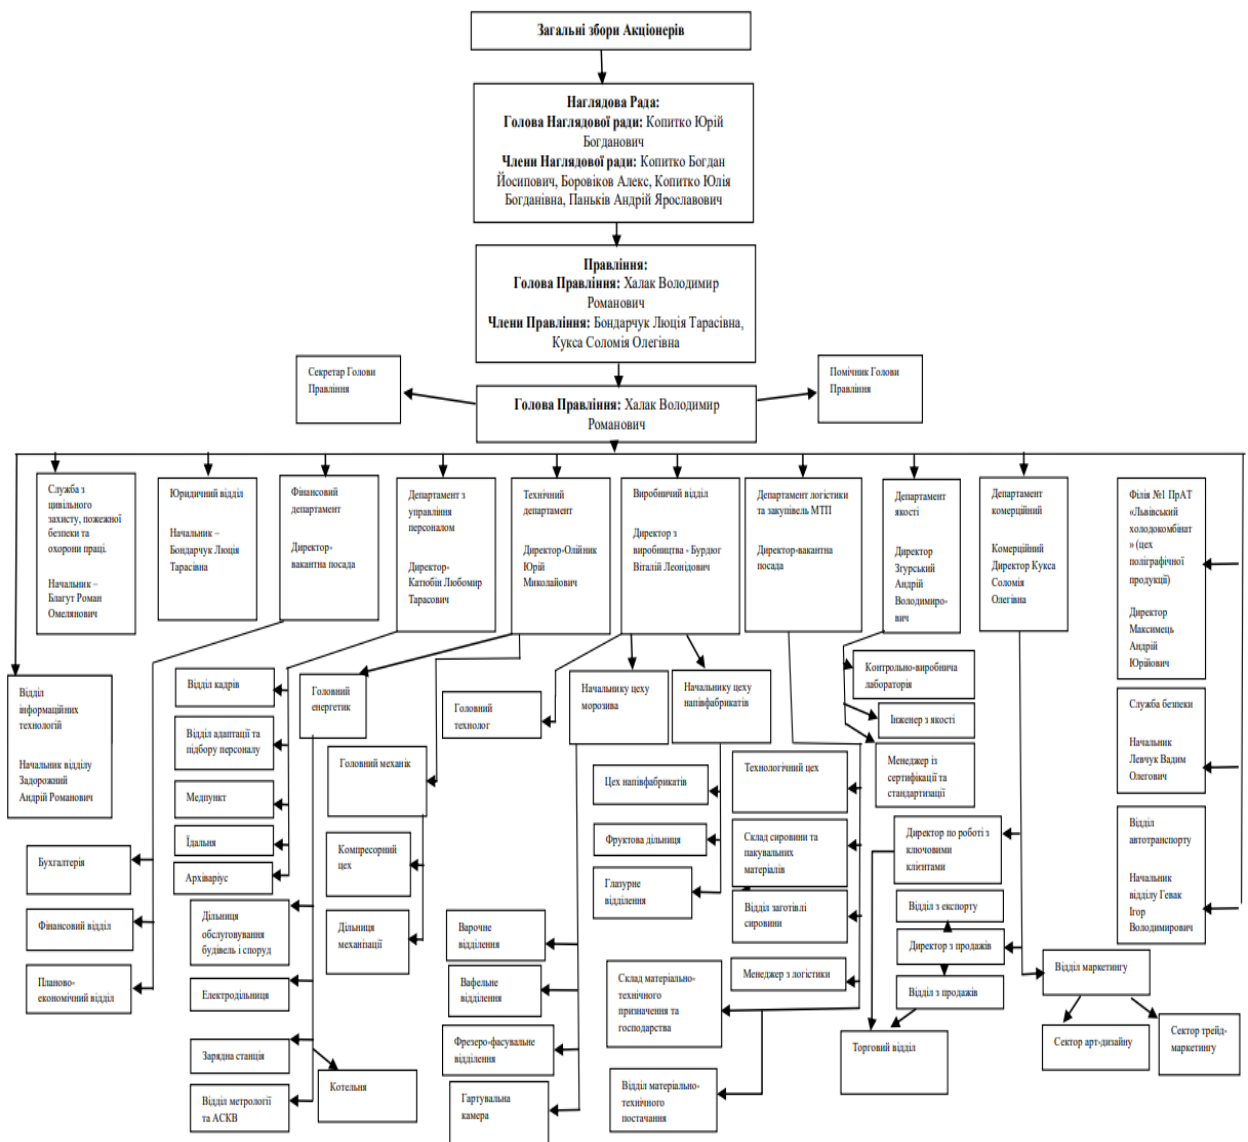 Загальні збори Акціонерів
Наглядова Рада:
Голова Наглядової ради: Копитко Юрій
Богданович
Члени Наглядової ради: Копитко Богдан
Йосипович, Боровіков Алекс, Копитко Юлія
Богданівна, Паньків Андрій Ярославович
Правління:
Голова Правління: Халак Володимир
Романович
Члени Правління: Бондарчук Люція Тарасівна,
Кукса Соломія Олегівна
Секретар Голови
Правління
Помічник Голови
Правління
Голова Правління: Халак Володимир
Романович
Служба з
цивільного
захисту, пожежної
безпеки та
охорони праці.
Начальник –
Благут Роман
Омелянович
Юридичний відділ
Начальник –
Бондарчук Люція
Тарасівна
Фінансовий
департамент
Директор-
вакантна посада
Департамент з
управління
персоналом
Директор-
Катюбін Любомир
Тарасович
Технічний
департамент
Директор-Олійник
Юрій
Миколайович
Виробничий відділ
Директор з
виробництва - Бурдюг
Віталій Леонідович
Департамент логістики
та закупівель МТП
Директор-вакантна
посада
Департамент
якості
Директор
Згурський
Андрій
Володимиро-
вич
Департамент
комерційний
Комерційний
Директор Кукса
Соломія
Олегівна
Філія №1 ПрАТ
«Львівський
холодокомбінат
» (цех
поліграфічної
продукції)
Директор
Максимець
Андрій
Юрійович
Відділ
інформаційних
технологій
Начальник відділу
Задорожний
Андрій Романович
Відділ кадрів
Відділ адаптації та
підбору персоналу
Медпункт
Їдальня
Архіваріус
Головний
енергетик
Головний механік
Головний
технолог
Начальнику цеху
морозива
Начальнику цеху
напівфабрикатів
Контрольно-виробнича
лабораторія
Інженер з якості
Менеджер із
сертифікації та
стандартизації
Служба безпеки
Начальник
Левчук Вадим
Олегович
Бухгалтерія
Фінансовий відділ
Планово-
економічний відділ
Компресорний
цех
Дільниця
механізації
Цех напівфабрикатів
Фруктова дільниця
Глазурне
відділення
Технологічний цех
Склад сировини та
пакувальних
матеріалів
Відділ заготівлі
сировини
Менеджер з логістики
Директор по роботі з
ключовими
клієнтами
Відділ з експорту
Директор з продажів
Відділ з продажів
Торговий відділ
Відділ
автотранспорту
Начальник
відділу Гевак
Ігор
Володимирович
Дільниця
обслуговування
будівель і споруд
Електродільниця
Зарядна станція
Відділ метрології
та АСКВ
Котельня
Варочне
відділення
Вафельне
відділення
Фрезеро-фасувальне
відділення
Гартувальна
камера
Склад матеріально-
технічного
призначення та
господарства
Відділ матеріально-
технічного
постачання
Відділ маркетингу
Сектор арт-дизайну
Сектор трейд-
маркетингу